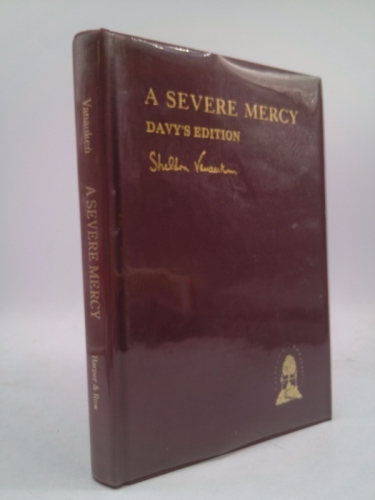 A SEVERE MERCY
DAVY'S EDITION
Sheldon Vanauken
Vanauken
A SEVERE MERCY
Harper & Row